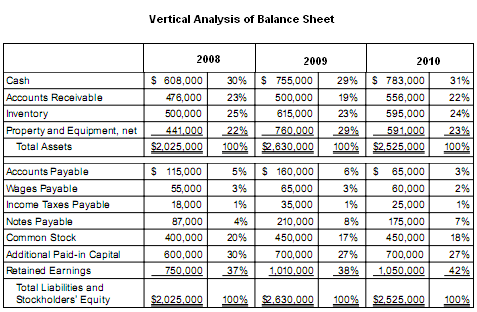 Vertical Analysis of Balance Sheet
2008 2009 2010
Cash $ 608,000 30% $ 755,000 29% $ 783,000 31%
Accounts Receivable 476,000 23% 500,000 19% 556,000 22%
Inventory 500,000 25% 615,000 23% 595,000 24%
Property and Equipment, net 441,000 22% 760,000 29% 591,000 23%
Total Assets $2,025,000 100% $2,630,000 100% $2,525,000 100%
Accounts Payable $ 115,000 5% $ 160,000 6% $ 65,000 3%
Wages Payable 55,000 3% 65,000 3% 60,000 2%
Income Taxes Payable 18,000 1% 35,000 1% 25,000 1%
Notes Payable 87,000 4% 210,000 8% 175,000 7%
Common Stock 400,000 20% 450,000 17% 450,000 18%
Additional Paid-in Capital 600,000 30% 700,000 27% 700,000 27%
Retained Earnings 750,000 37% 1,010,000 38% 1,050,000 42%
Total Liabilities and
Stockholders' Equity $2,025,000 100% $2,630,000 100% $2,525,000 100%